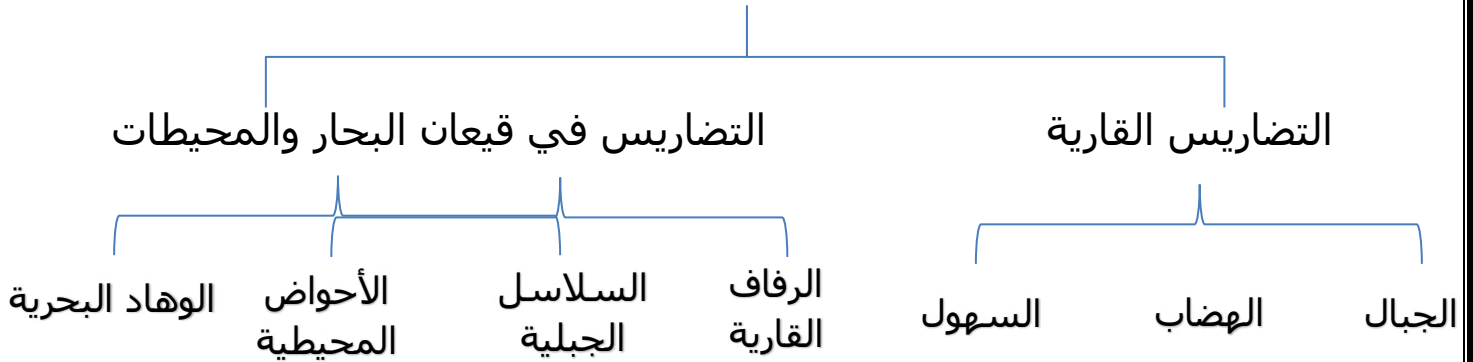 التضاريس القارية
التضاريس في قيعان البحار والمحيطات
الجبال
الهضاب
السهول
الرفاف
القارية
السلاسل
الجبلية
الأحواض
المحيطية
الوهاد البحرية